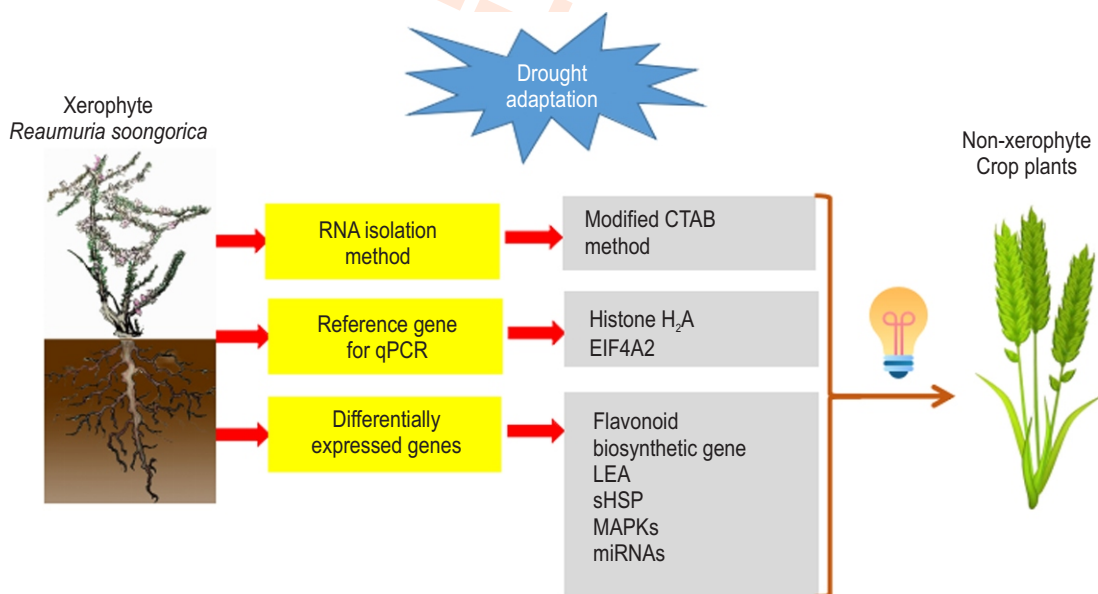 Drought
adaptation
Xerophyte
Reaumuria soongorica
Non-xerophyte
Crop plants
RNA isolation
method
Modified CTAB
method
Reference gene
for qPCR
Histone H₂A
EIF4A2
Differentially
expressed genes
Flavonoid
biosynthetic gene
LEA
sHSP
MAPKs
miRNAs